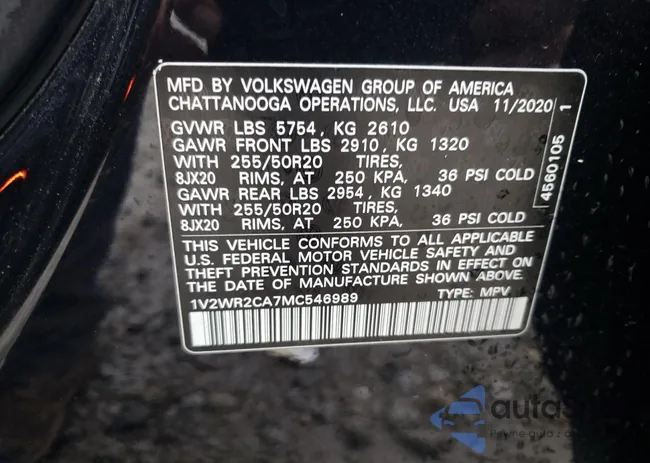 MFD BY VOLKSWAGEN GROUP OF AMERICA
CHATTANOOGA OPERATIONS, LLC. USA 11/2020
GVWR LBS 5754, KG 2610
GAWR FRONT LBS 2910, KG 1320
WITH 255/50R20 TIRES,
8JX20 RIMS, AT 250 KPA, 36 PSI COLD
GAWR REAR LBS 2954, KG 1340
WITH 255/50R20 TIRES,
8JX20 RIMS, AT 250 KPA, 36 PSI COLD
THIS VEHICLE CONFORMS TO ALL APPLICABLE
U.S. FEDERAL MOTOR VEHICLE SAFETY AND
THEFT PREVENTION STANDARDS IN EFFECT ON
THE DATE OF MANUFACTURE SHOWN ABOVE.
1V2WR2CA7MC546989 TYPE: MPV
4560105 1